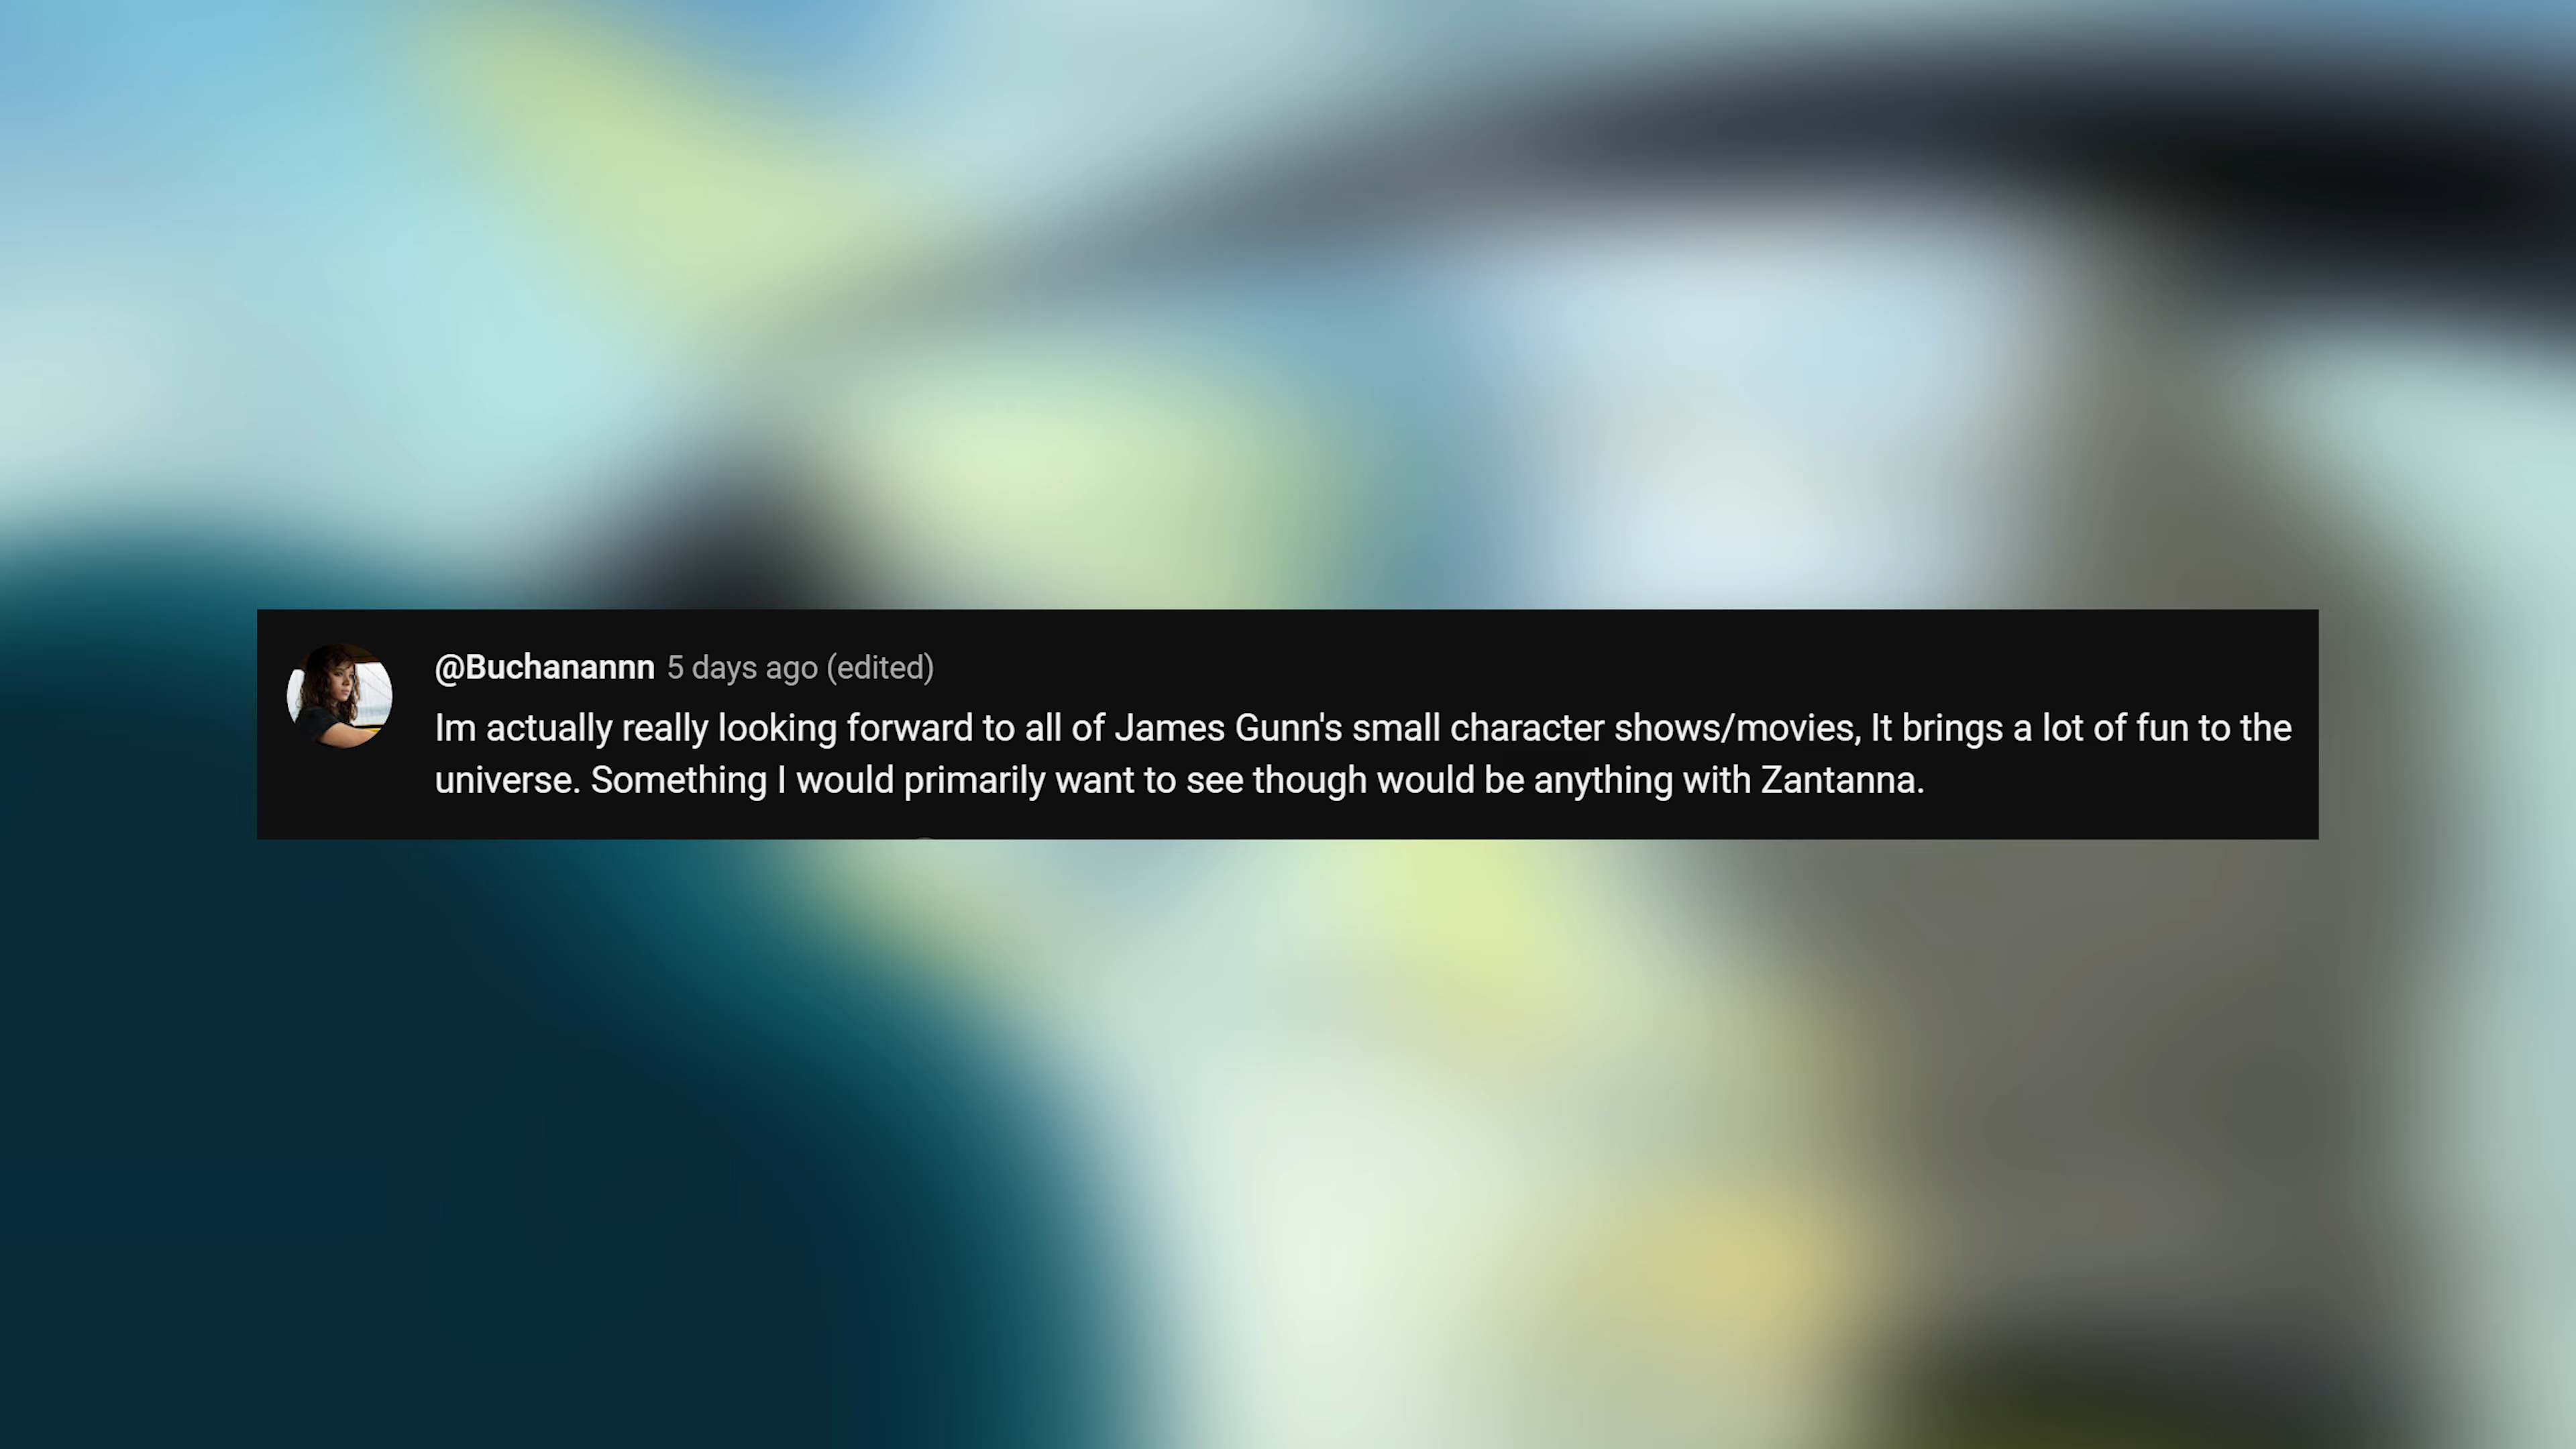 @Buchanannn 5 days ago (edited)
Im actually really looking forward to all of James Gunn's small character shows/movies, It brings a lot of fun to the
universe. Something I would primarily want to see though would be anything with Zantanna.